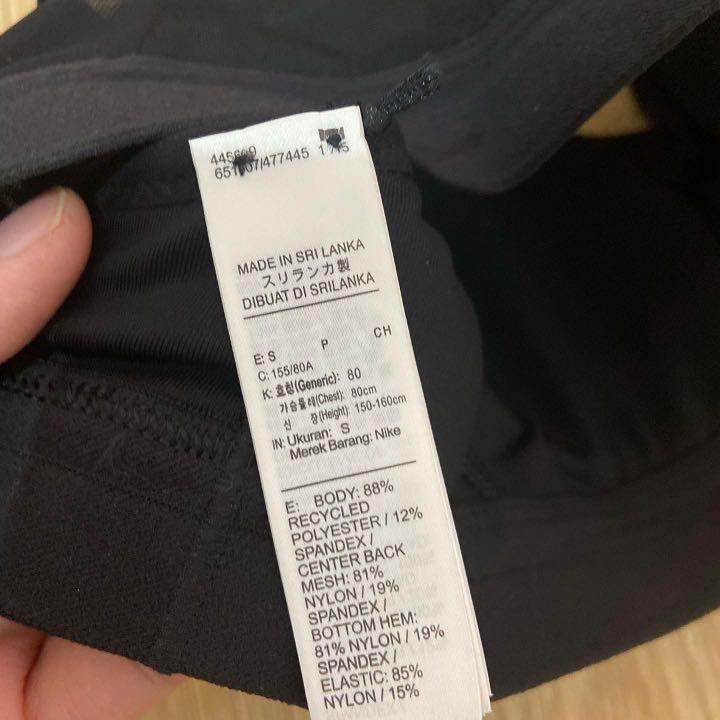 651 07/477445
MADE IN SRI LANKA
スリランカ製
DIBUAT DI SRILANKA
E: S P CH
C: 155/80A
K: 호칭(Generic): 80
가슴둘레(Chest): 80cm
신 장(Height): 150-160cm
IN: Ukuran: S
Merek Barang: Nike
E: BODY: 88%
RECYCLED
POLYESTER / 12%
SPANDEX /
CENTER BACK
MESH: 81%
NYLON / 19%
SPANDEX /
BOTTOM HEM:
81% NYLON / 19%
SPANDEX /
ELASTIC: 85%
NYLON / 15%